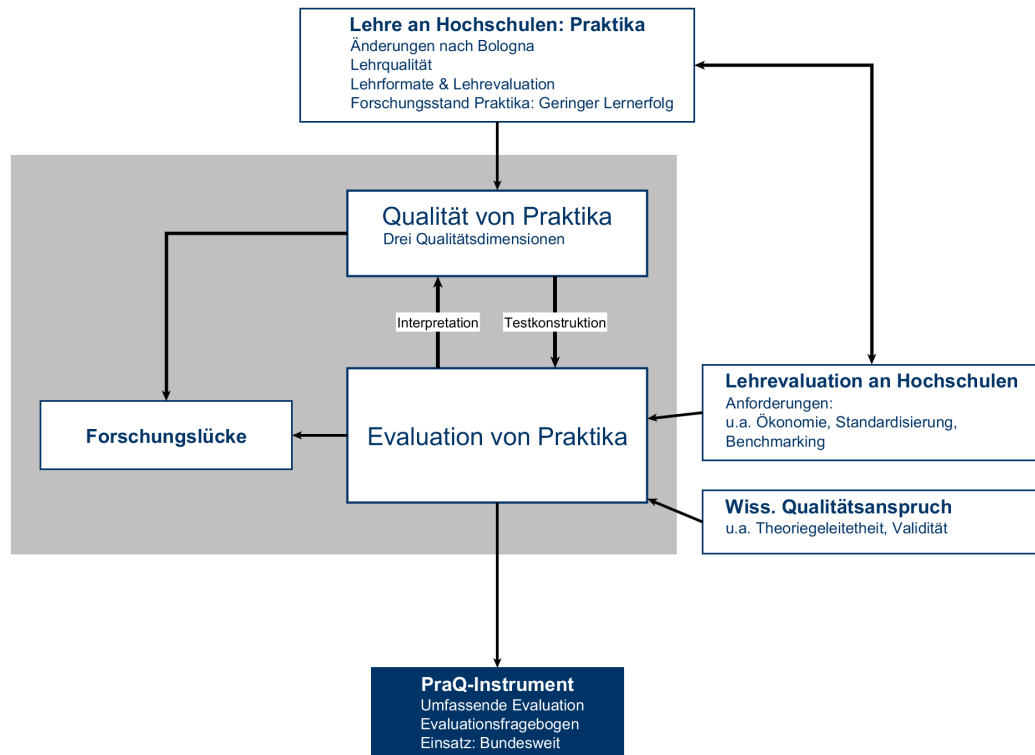 Lehre an Hochschulen: Praktika
Änderungen nach Bologna
Lehrqualität
Lehrformate & Lehrevaluation
Forschungsstand Praktika: Geringer Lernerfolg
Qualität von Praktika
Drei Qualitätsdimensionen
Interpretation
Testkonstruktion
Lehrevaluation an Hochschulen
Anforderungen:
u.a. Ökonomie, Standardisierung,
Benchmarking
Forschungslücke
Evaluation von Praktika
Wiss. Qualitätsanspruch
u.a. Theoriegeleitetheit, Validität
PraQ-Instrument
Umfassende Evaluation
Evaluationsfragebogen
Einsatz: Bundesweit